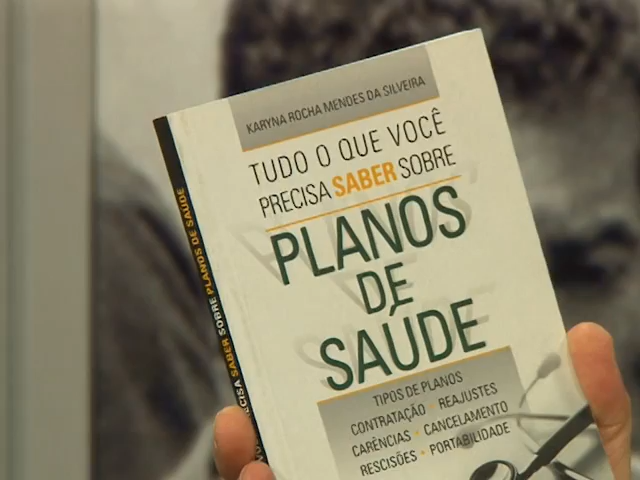 KARYNA ROCHA MENDES DA SILVEIRA
TUDO O QUE VOCÊ
PRECISA SABER SOBRE
PLANOS
DE
SAÚDE
TIPOS DE PLANOS
CONTRATAÇÃO • REAJUSTES
CARÊNCIAS • CANCELAMENTO
RESCISÕES • PORTABILIDADE
PRECISA SABER SOBRE PLANOS DE SAÚDE